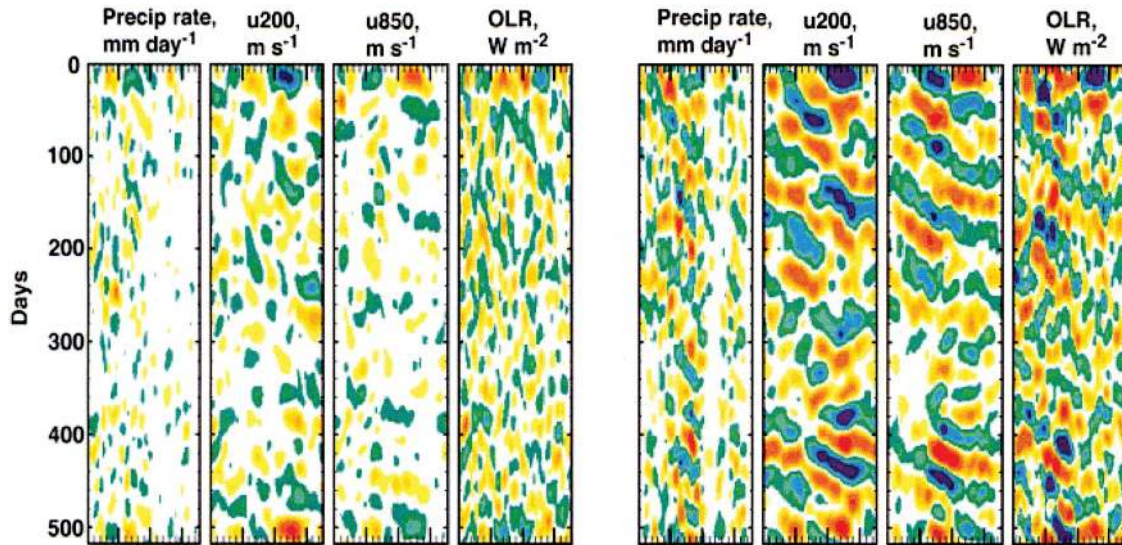 Precip rate, u200, u850, OLR, Precip rate, u200, u850, OLR,
mm day⁻¹ m s⁻¹ m s⁻¹ W m⁻² mm day⁻¹ m s⁻¹ m s⁻¹ W m⁻²
0
100
200
Days
300
400
500